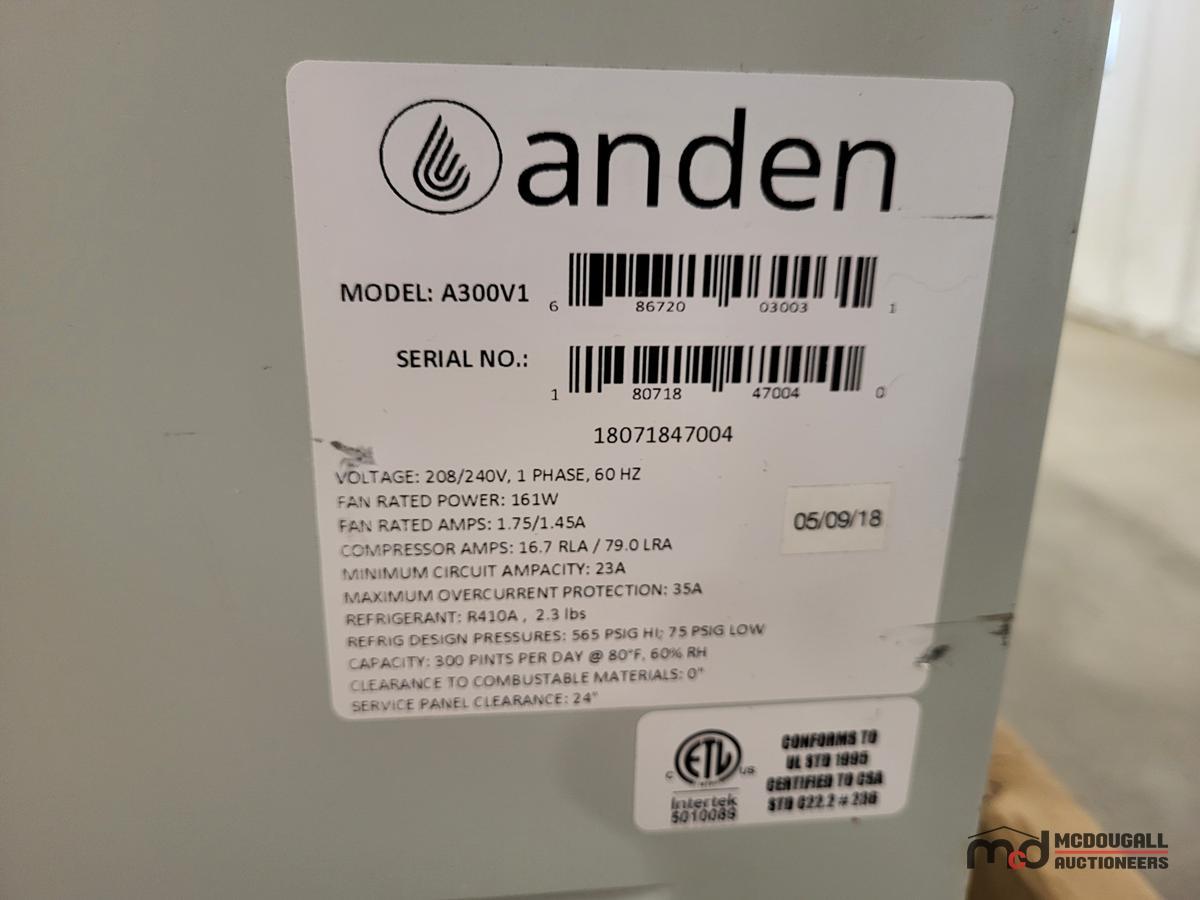 anden
MODEL: A300V1
6 86720 03003 1
SERIAL NO.:
1 80718 47004 0
18071847004
VOLTAGE: 208/240V, 1 PHASE, 60 HZ
FAN RATED POWER: 161W
FAN RATED AMPS: 1.75/1.45A
05/09/18
COMPRESSOR AMPS: 16.7 RLA / 79.0 LRA
MINIMUM CIRCUIT AMPACITY: 23A
MAXIMUM OVERCURRENT PROTECTION: 35A
REFRIGERANT: R410A , 2.3 lbs
REFRIG DESIGN PRESSURES: 565 PSIG HI; 75 PSIG LOW
CAPACITY: 300 PINTS PER DAY @ 80°F, 60% RH
CLEARANCE TO COMBUSTABLE MATERIALS: 0"
SERVICE PANEL CLEARANCE: 24"
C ETL US
Intertek
5010089
CONFORMS TO
UL STD 1995
CERTIFIED TO CSA
STD C22.2 # 236
mcd MCDOUGALL
AUCTIONEERS